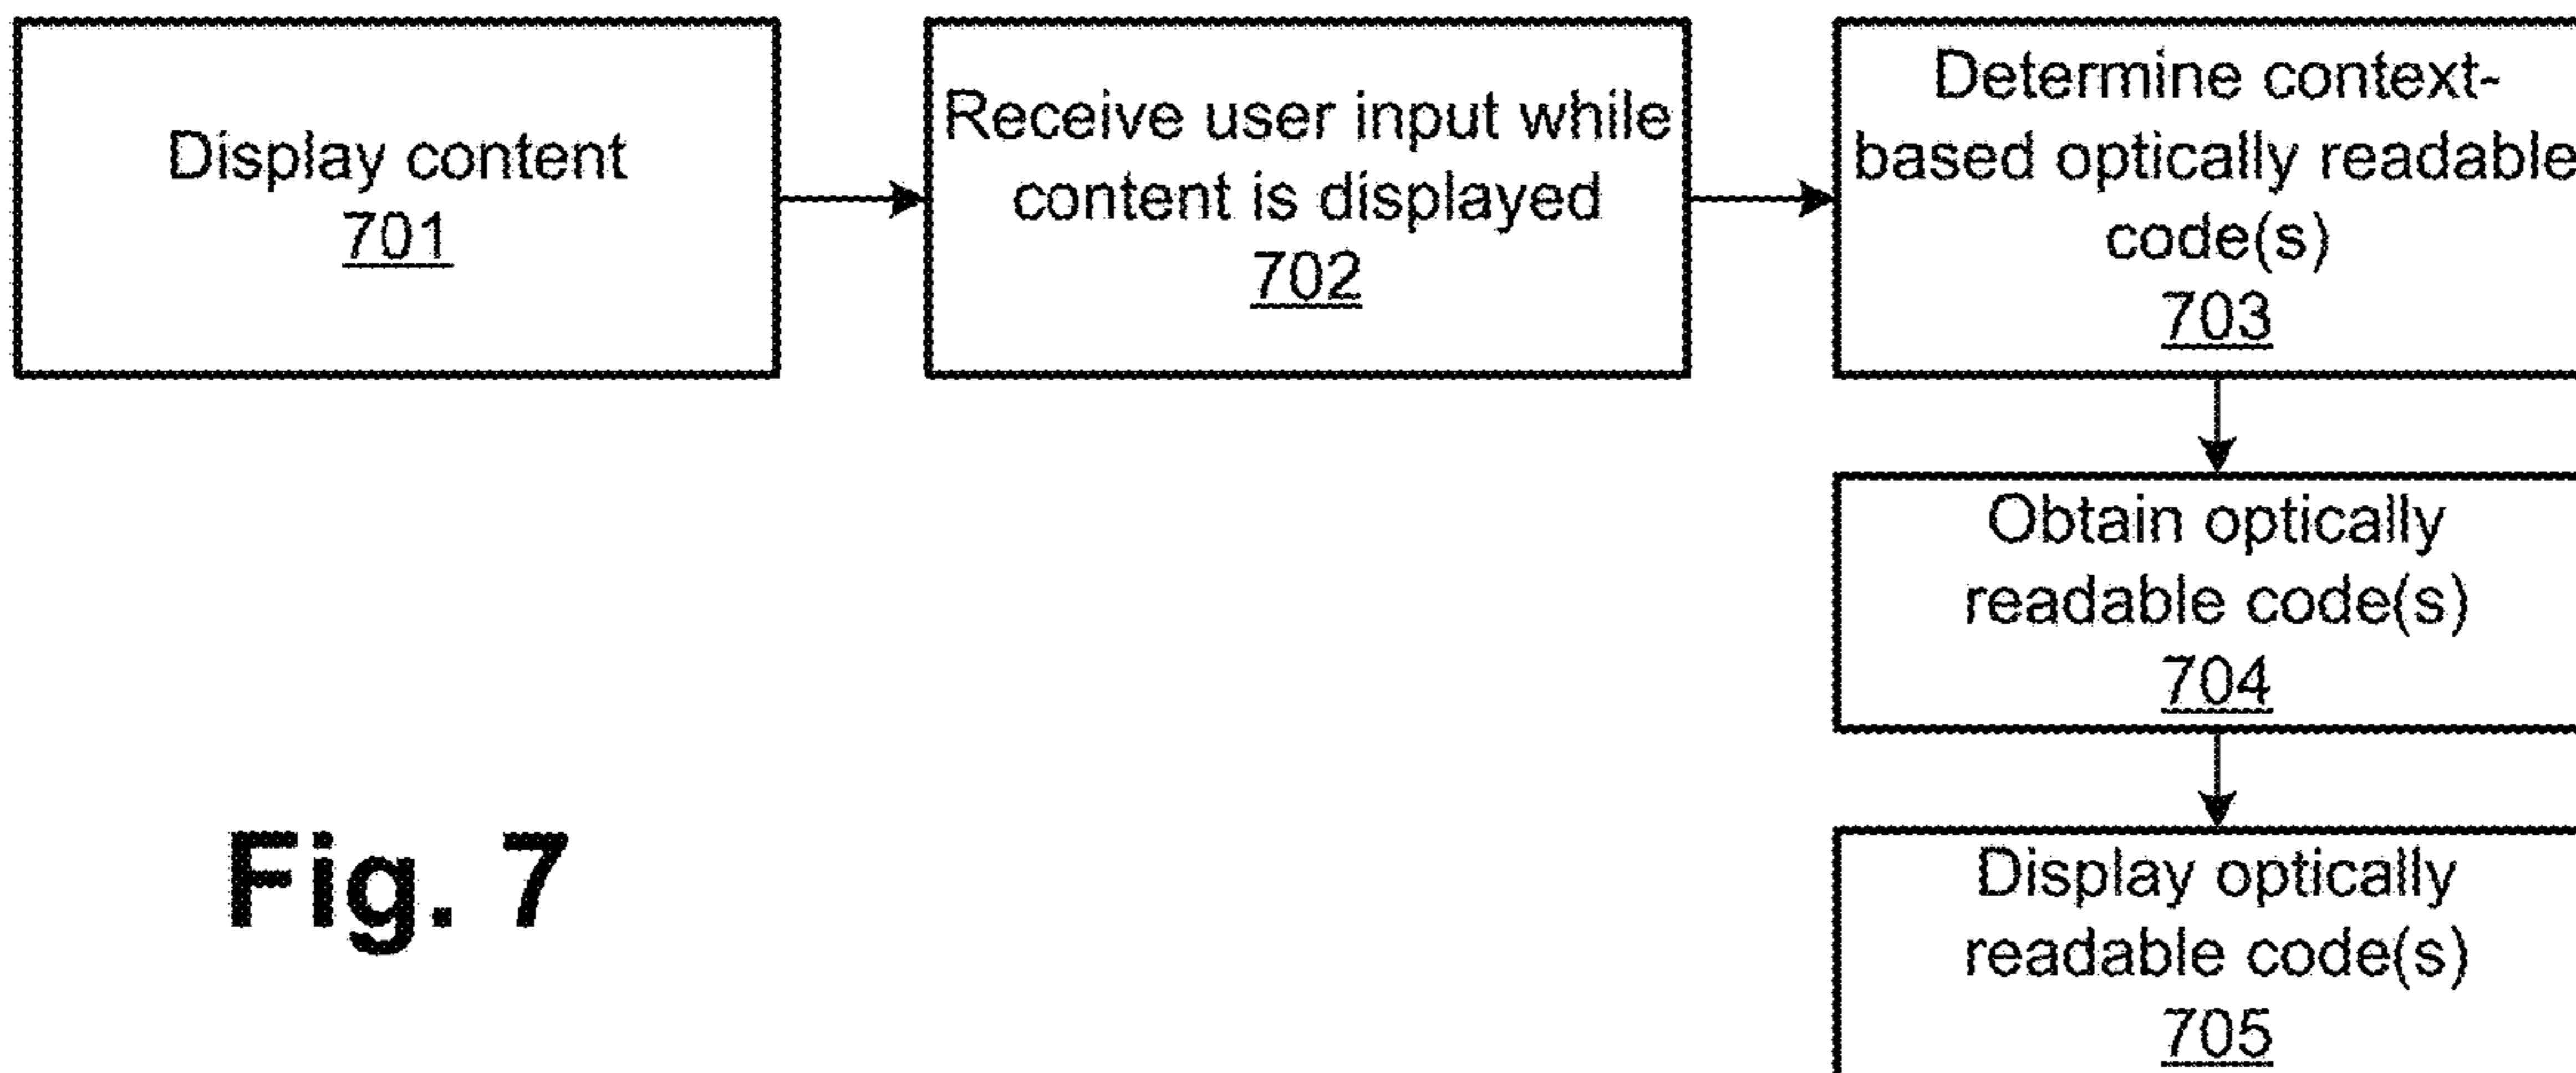 Display content
701
Receive user input while
content is displayed
702
Determine context-
based optically readable
code(s)
703
Obtain optically
readable code(s)
704
Display optically
readable code(s)
705
Fig. 7